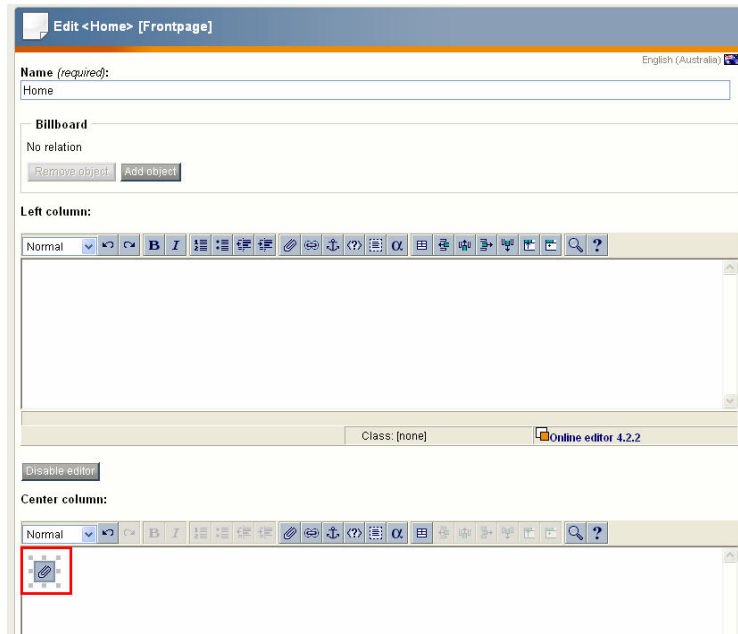 Edit <Home> [Frontpage]
English (Australia)
Name (required):
Home
Billboard
No relation
Remove object Add object
Left column:
Normal B I α ?
Class: [none] Online editor 4.2.2
Disable editor
Center column:
Normal B I α ?